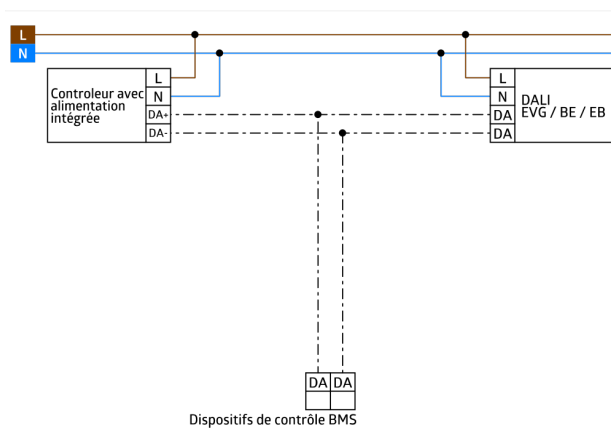 L
N
Controleur avec
alimentation
intégrée
L
N
DA+
DA-
L
N
DA
DA
DALI
EVG / BE / EB
DA DA
Dispositifs de contrôle BMS